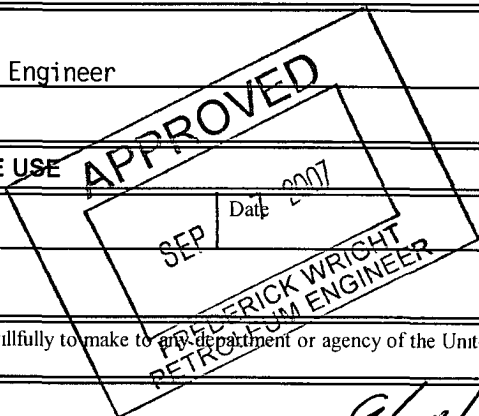 Engineer
APPROVED
E USE
SEP 7 2007
Date
FREDERICK WRIGHT
PETROLEUM ENGINEER
illfully to make to any department or agency of the Unit